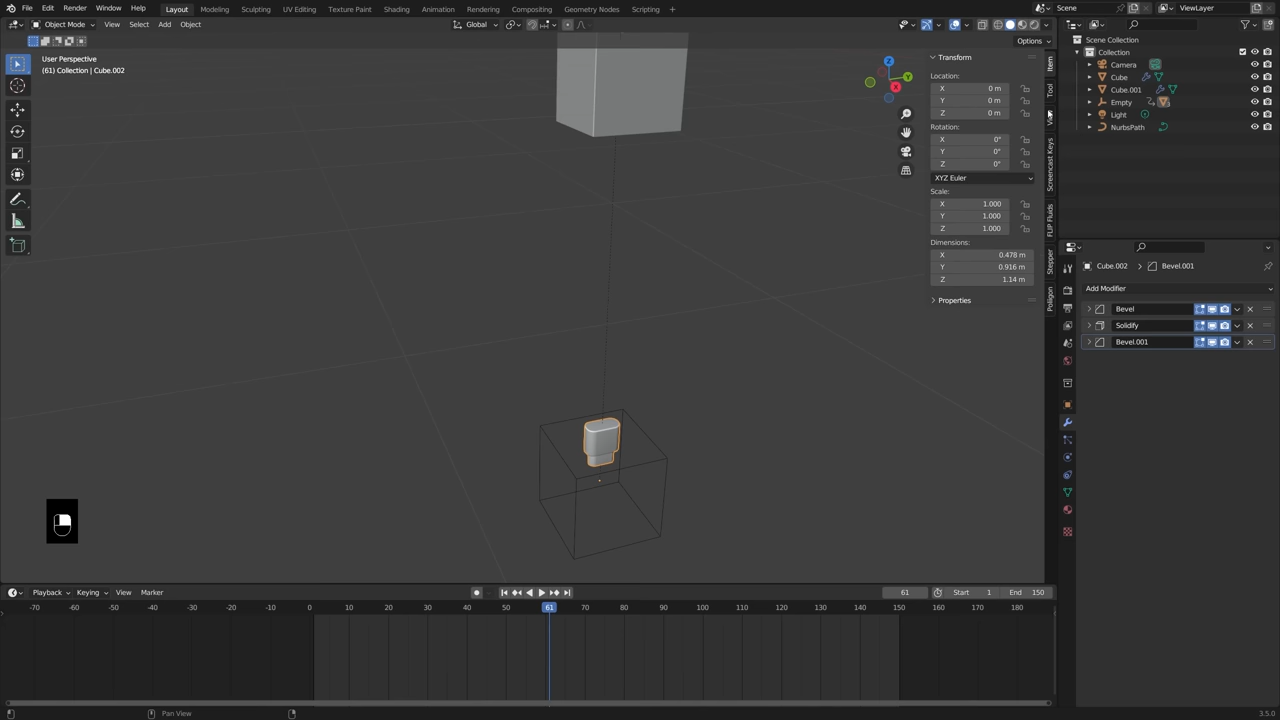 File Edit Render Window Help Layout Modeling Sculpting UV Editing Texture Paint Shading Animation Rendering Compositing Geometry Nodes Scripting Scene ViewLayer
Object Mode View Select Add Object Global
Options
User Perspective
(61) Collection | Cube.002
Z
Y
X
Transform
Location:
X 0 m
Y 0 m
Z 0 m
Rotation:
X 0°
Y 0°
Z 0°
XYZ Euler
Scale:
X 1.000
Y 1.000
Z 1.000
Dimensions:
X 0.478 m
Y 0.916 m
Z 1.14 m
Properties
Item
Tool
View
Screencast Keys
FLIP Fluids
Stepper
Poliigon
Scene Collection
Collection
Camera
Cube
Cube.001
Empty
Light
NurbsPath
Cube.002 > Bevel.001
Add Modifier
Bevel
Solidify
Bevel.001
Playback Keying View Marker 61 Start 1 End 150
-70 -60 -50 -40 -30 -20 -10 0 10 20 30 40 50 61 70 80 90 100 110 120 130 140 150 160 170 180
Pan View 3.5.0